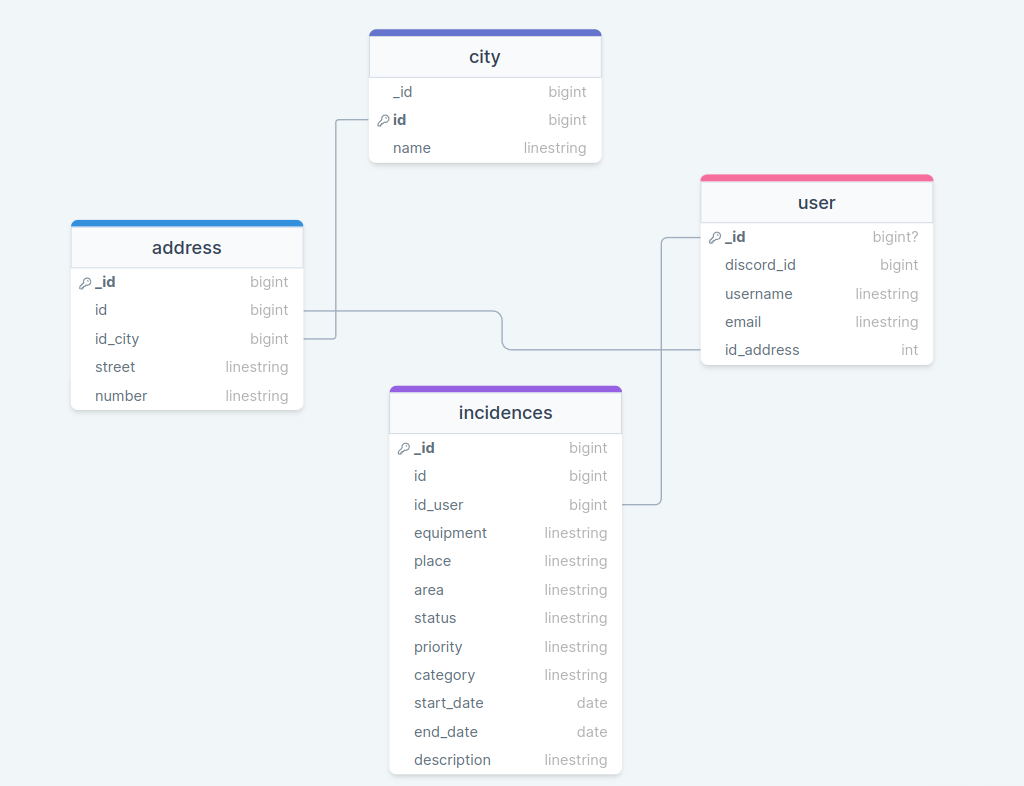 city
_id bigint
id bigint
name linestring
user
_id bigint?
discord_id bigint
username linestring
email linestring
id_address int
address
_id bigint
id bigint
id_city bigint
street linestring
number linestring
incidences
_id bigint
id bigint
id_user bigint
equipment linestring
place linestring
area linestring
status linestring
priority linestring
category linestring
start_date date
end_date date
description linestring